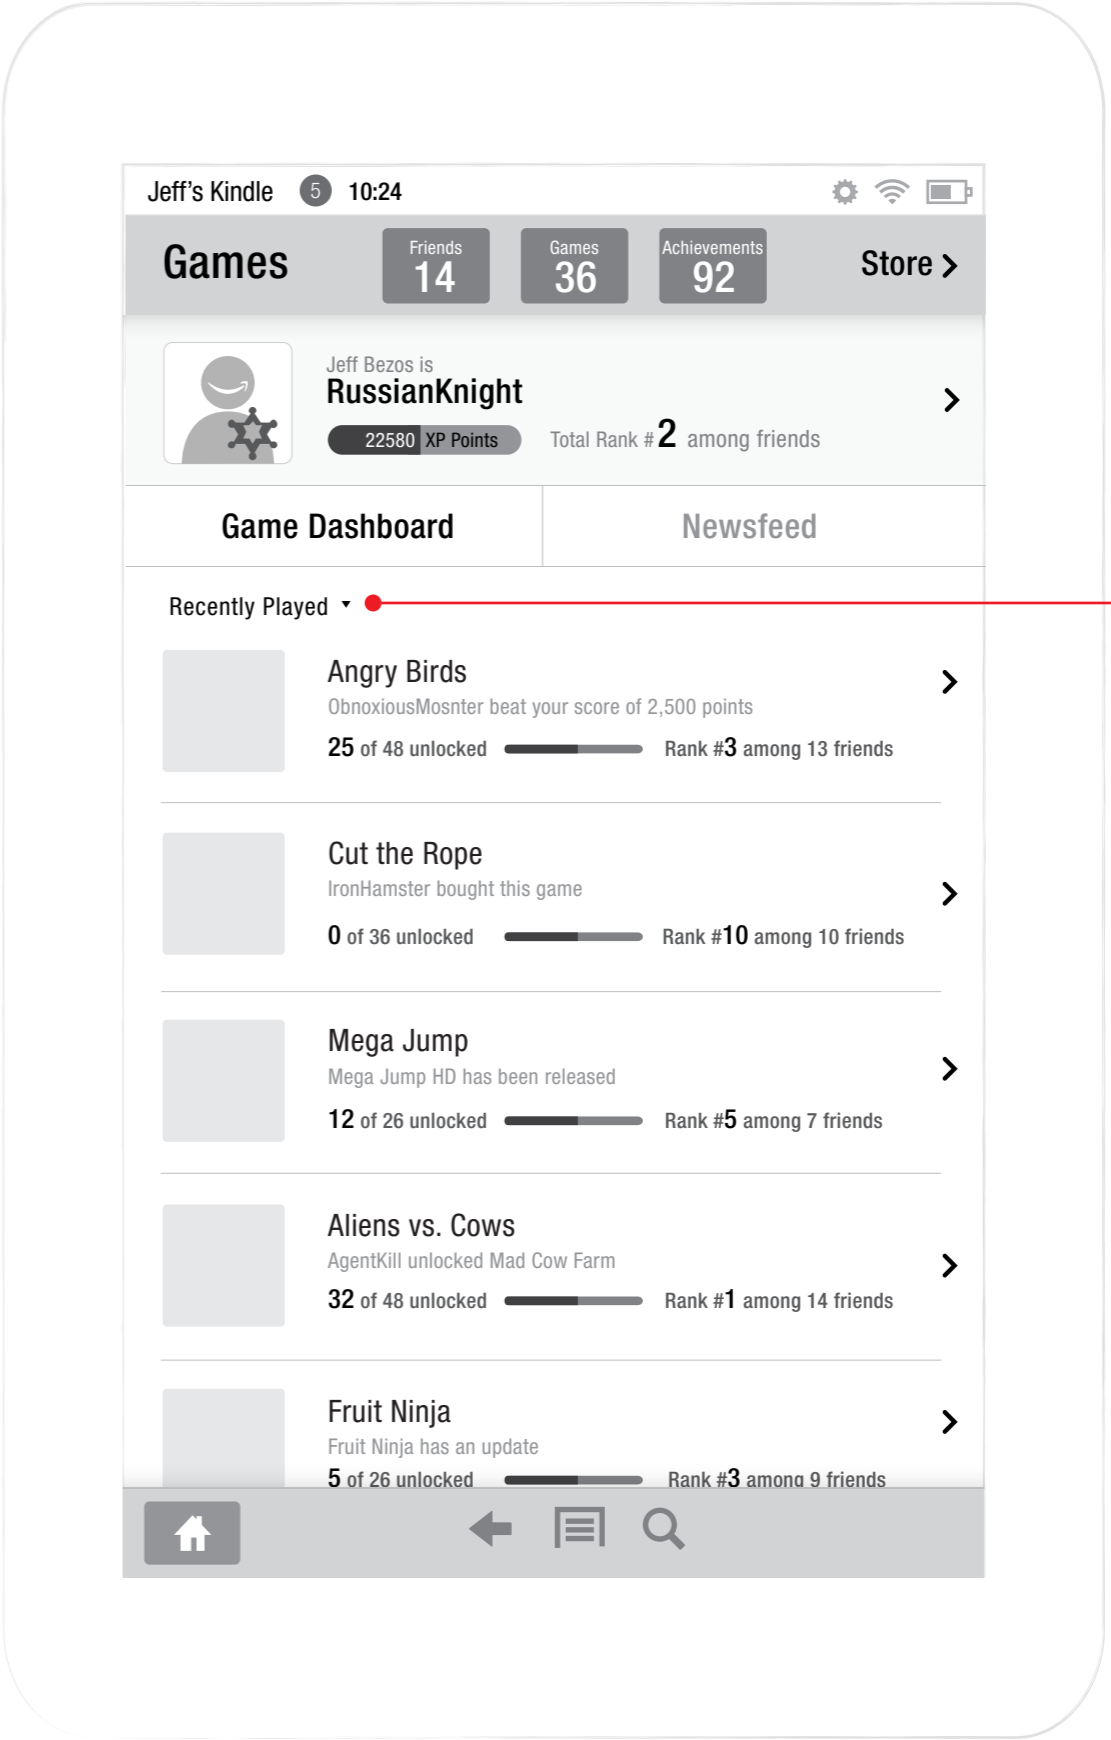 Jeff's Kindle 5 10:24
Games
Friends
14
Games
36
Achievements
92
Store
Jeff Bezos is
RussianKnight
22580 XP Points
Total Rank # 2 among friends
Game Dashboard
Newsfeed
Recently Played
Angry Birds
ObnoxiousMosnter beat your score of 2,500 points
25 of 48 unlocked
Rank #3 among 13 friends
Cut the Rope
IronHamster bought this game
0 of 36 unlocked
Rank #10 among 10 friends
Mega Jump
Mega Jump HD has been released
12 of 26 unlocked
Rank #5 among 7 friends
Aliens vs. Cows
AgentKill unlocked Mad Cow Farm
32 of 48 unlocked
Rank #1 among 14 friends
Fruit Ninja
Fruit Ninja has an update
5 of 26 unlocked
Rank #3 among 9 friends